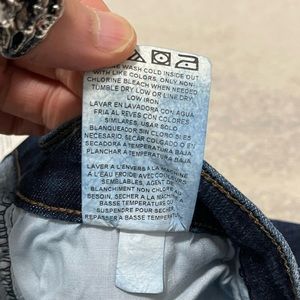 WASH COLD INSIDE OUT
WITH LIKE COLORS, ONLY NON-
CHLORINE BLEACH WHEN NEEDED
TUMBLE DRY LOW OR LINE DRY
LOW IRON
LAVAR EN LAVADORA CON AGUA
FRIA AL REVES CON COLORES
SIMILARES, USAR SOLO
BLANQUEADOR SIN CLORO SI ES
NECESARIO, SECAR COLGADO O EN
SECADORA A TEMPERATURA BAJA
PLANCHAR A TEMPERATURA BAJA
LAVER A L'ENVERS A LA MACHINE
A L'EAU FROIDE AVEC COULEURS
SEMBLABLES, AGENT DE
BLANCHIMENT NON CHLORE AU
BESOIN, SECHER A LA MACHINE A
BASSE TEMPERATURE OU
SUSPENDRE POUR SECHER,
REPASSER A BASSE TEMPERATURE